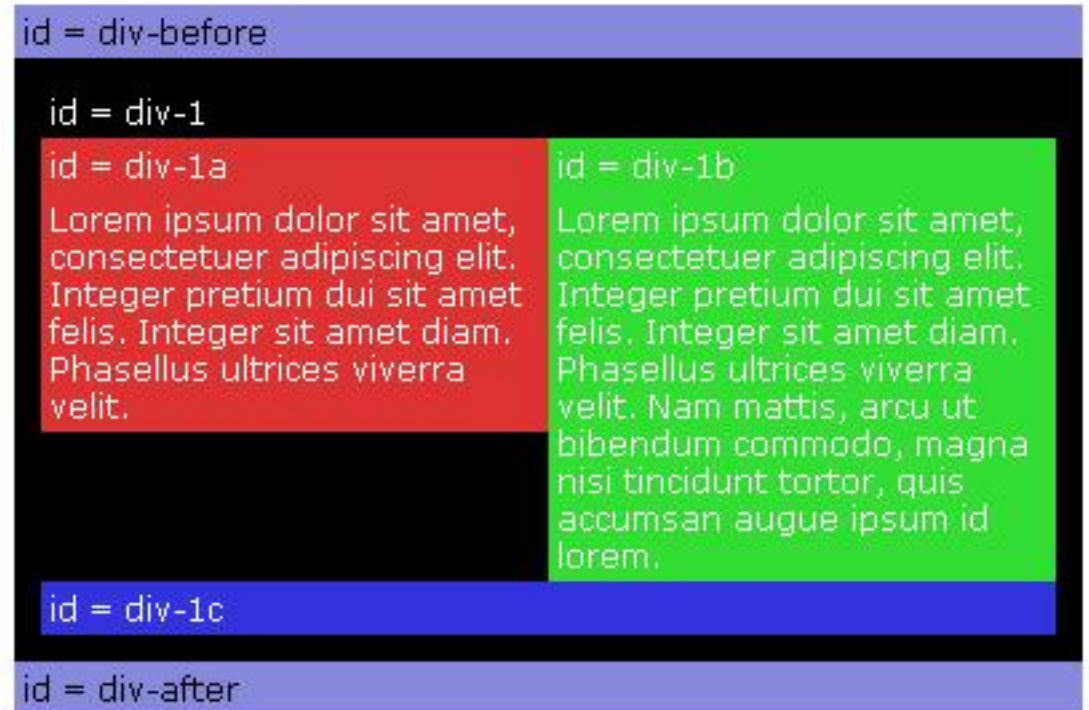 id = div-before
id = div-1
id = div-1a
Lorem ipsum dolor sit amet,
consectetuer adipiscing elit.
Integer pretium dui sit amet
felis. Integer sit amet diam.
Phasellus ultrices viverra
velit.
id = div-1b
Lorem ipsum dolor sit amet,
consectetuer adipiscing elit.
Integer pretium dui sit amet
felis. Integer sit amet diam.
Phasellus ultrices viverra
velit. Nam mattis, arcu ut
bibendum commodo, magna
nisi tincidunt tortor, quis
accumsan augue ipsum id
lorem.
id = div-1c
id = div-after